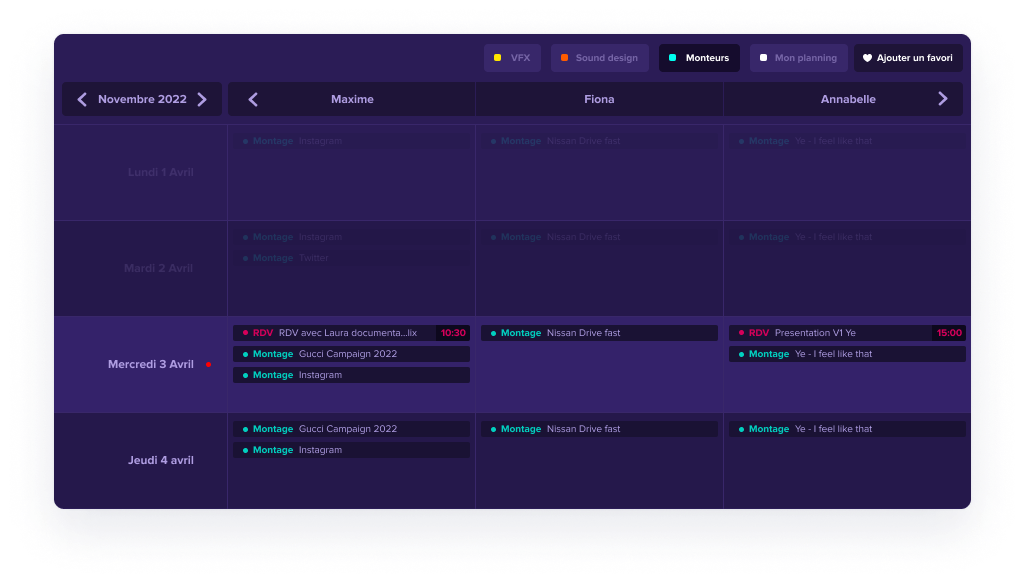 VFX
Sound design
Monteurs
Mon planning
Ajouter un favori
Novembre 2022
Maxime
Fiona
Annabelle
Lundi 1 Avril
Montage Instagram
Montage Nissan Drive fast
Montage Ye - I feel like that
Mardi 2 Avril
Montage Instagram
Montage Twitter
Montage Nissan Drive fast
Montage Ye - I feel like that
Mercredi 3 Avril
RDV RDV avec Laura documenta...lix 10:30
Montage Gucci Campaign 2022
Montage Instagram
Montage Nissan Drive fast
RDV Presentation V1 Ye 15:00
Montage Ye - I feel like that
Jeudi 4 avril
Montage Gucci Campaign 2022
Montage Instagram
Montage Nissan Drive fast
Montage Ye - I feel like that